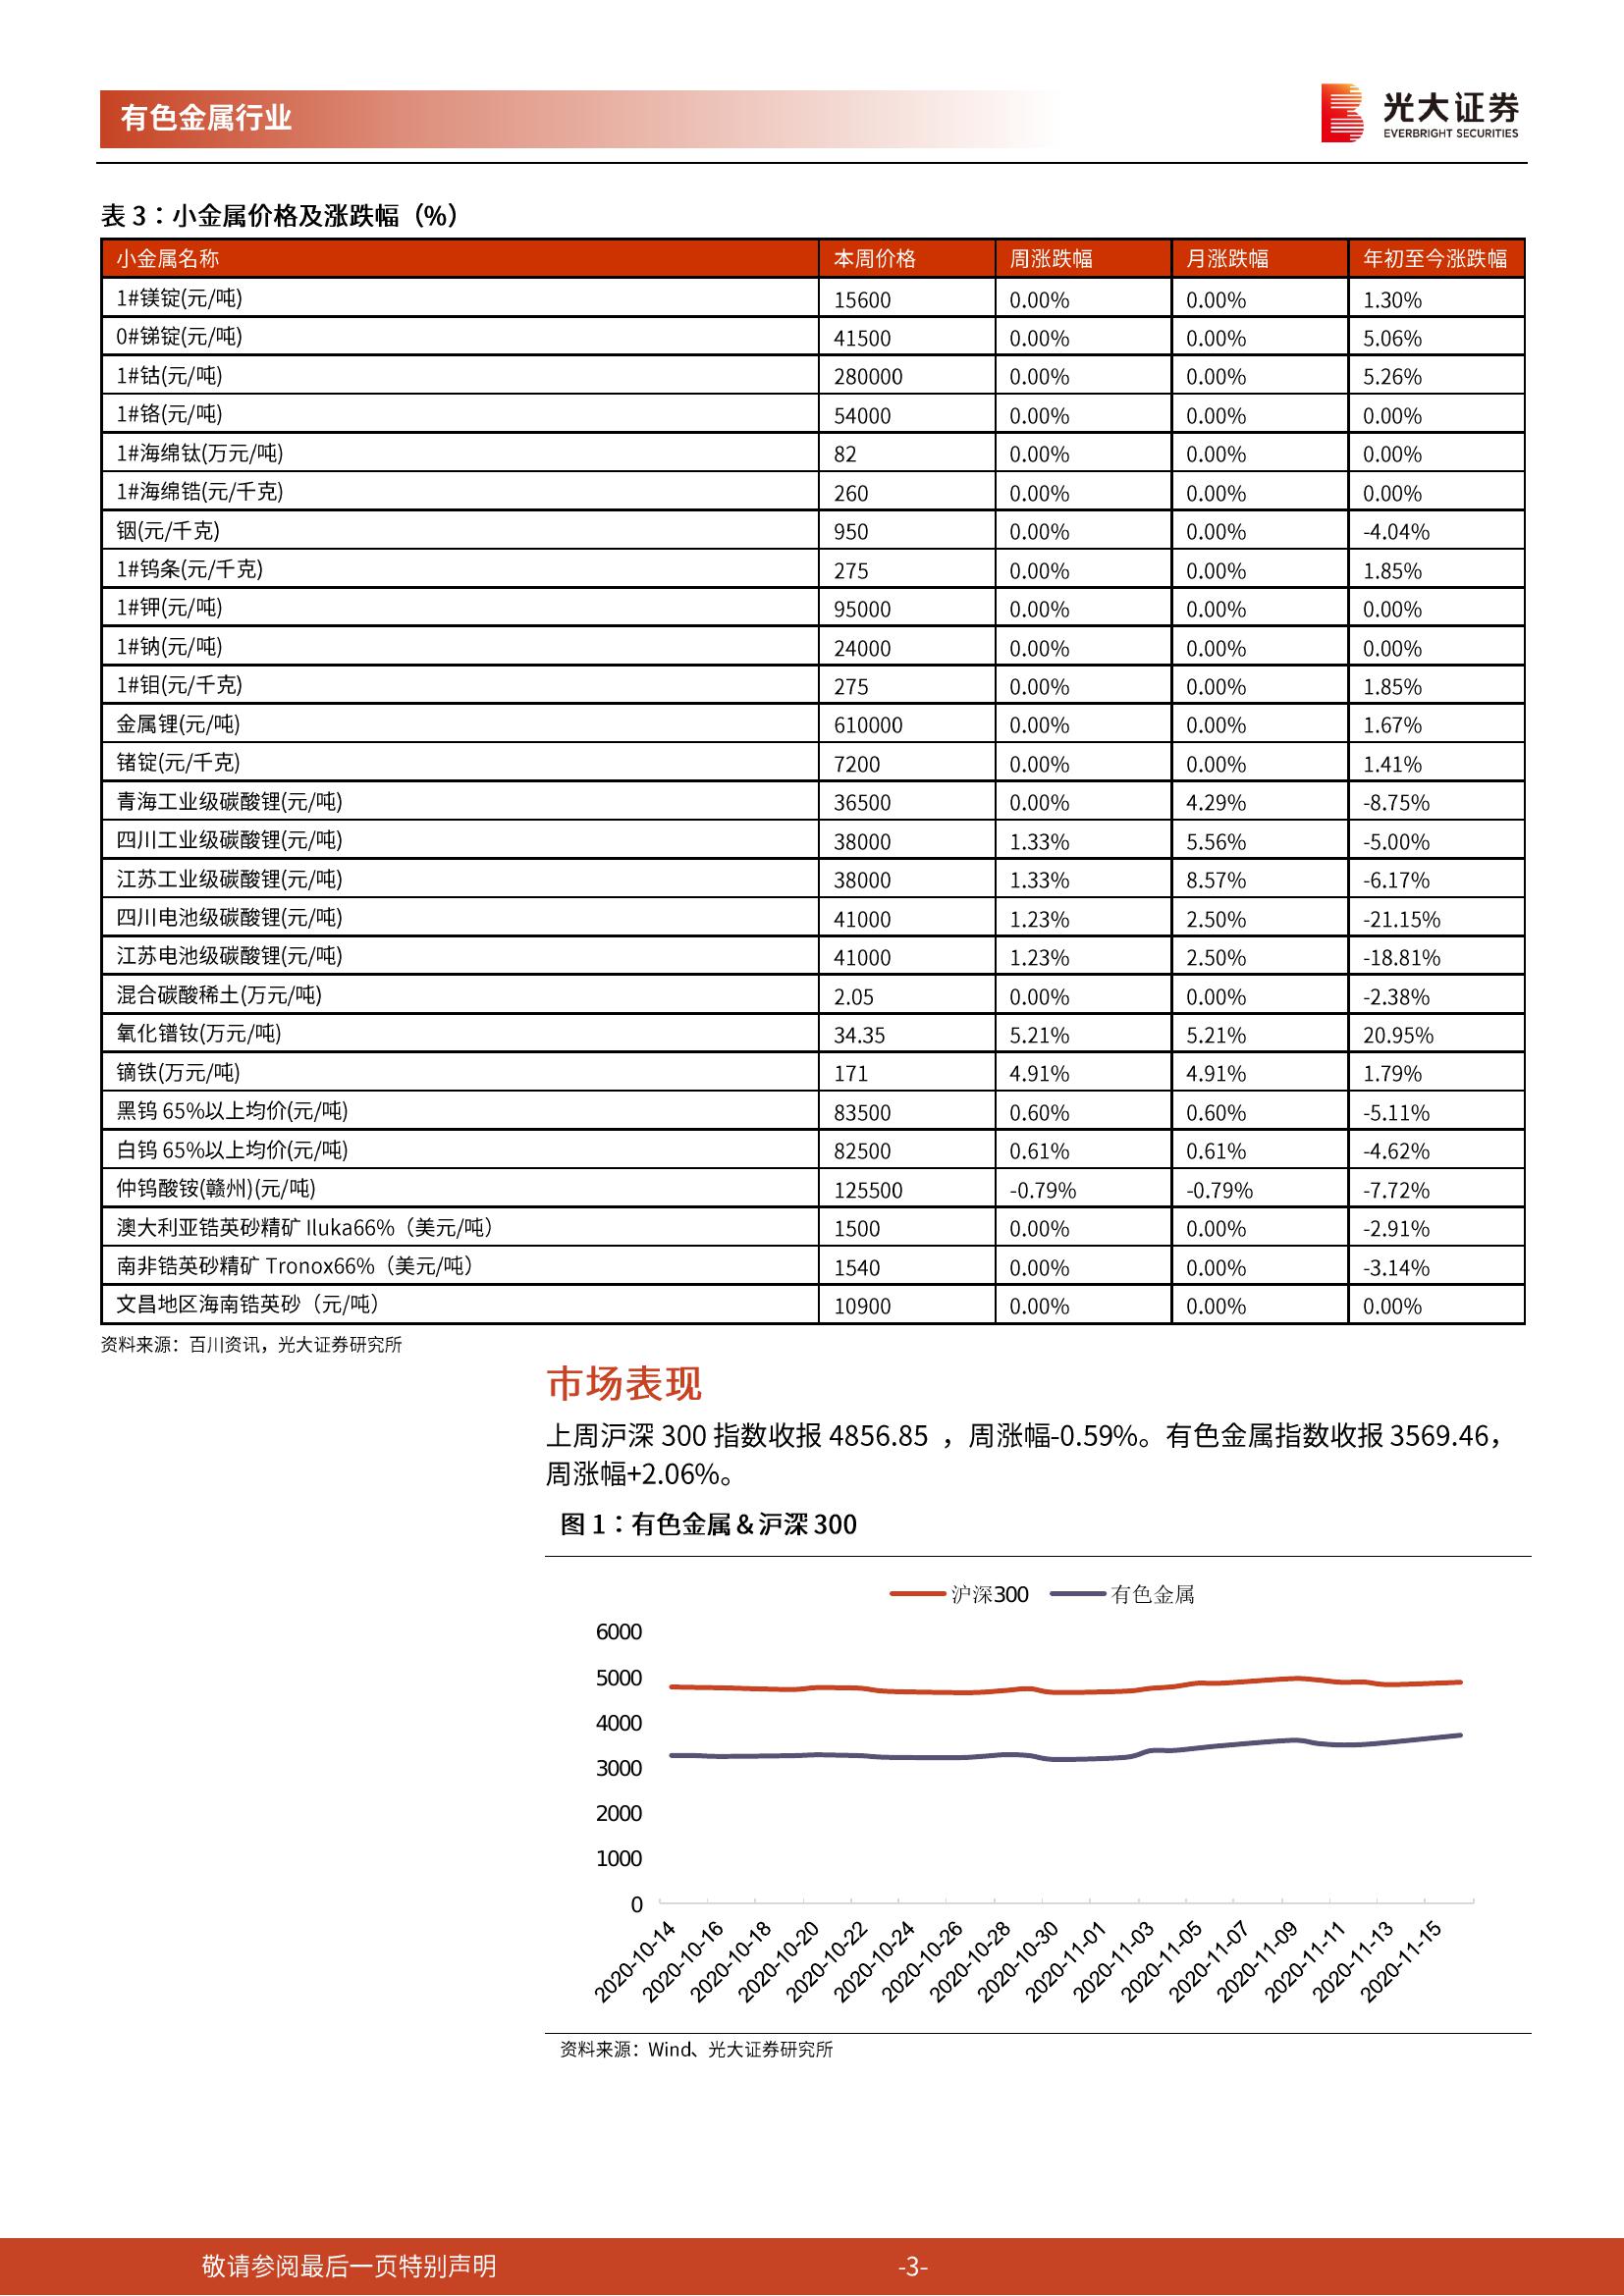 有色金属行业
光大证券
EVERBRIGHT SECURITIES
表 3：小金属价格及涨跌幅（%）
小金属名称 本周价格 周涨跌幅 月涨跌幅 年初至今涨跌幅
1#镁锭(元/吨) 15600 0.00% 0.00% 1.30%
0#锑锭(元/吨) 41500 0.00% 0.00% 5.06%
1#钴(元/吨) 280000 0.00% 0.00% 5.26%
1#铬(元/吨) 54000 0.00% 0.00% 0.00%
1#海绵钛(万元/吨) 82 0.00% 0.00% 0.00%
1#海绵锆(元/千克) 260 0.00% 0.00% 0.00%
铟(元/千克) 950 0.00% 0.00% -4.04%
1#钨条(元/千克) 275 0.00% 0.00% 1.85%
1#钾(元/吨) 95000 0.00% 0.00% 0.00%
1#钠(元/吨) 24000 0.00% 0.00% 0.00%
1#钼(元/千克) 275 0.00% 0.00% 1.85%
金属锂(元/吨) 610000 0.00% 0.00% 1.67%
锗锭(元/千克) 7200 0.00% 0.00% 1.41%
青海工业级碳酸锂(元/吨) 36500 0.00% 4.29% -8.75%
四川工业级碳酸锂(元/吨) 38000 1.33% 5.56% -5.00%
江苏工业级碳酸锂(元/吨) 38000 1.33% 8.57% -6.17%
四川电池级碳酸锂(元/吨) 41000 1.23% 2.50% -21.15%
江苏电池级碳酸锂(元/吨) 41000 1.23% 2.50% -18.81%
混合碳酸稀土(万元/吨) 2.05 0.00% 0.00% -2.38%
氧化镨钕(万元/吨) 34.35 5.21% 5.21% 20.95%
镝铁(万元/吨) 171 4.91% 4.91% 1.79%
黑钨 65%以上均价(元/吨) 83500 0.60% 0.60% -5.11%
白钨 65%以上均价(元/吨) 82500 0.61% 0.61% -4.62%
仲钨酸铵(赣州)(元/吨) 125500 -0.79% -0.79% -7.72%
澳大利亚锆英砂精矿 Iluka66%（美元/吨） 1500 0.00% 0.00% -2.91%
南非锆英砂精矿 Tronox66%（美元/吨） 1540 0.00% 0.00% -3.14%
文昌地区海南锆英砂（元/吨） 10900 0.00% 0.00% 0.00%
资料来源：百川资讯，光大证券研究所
市场表现
上周沪深 300 指数收报 4856.85 ，周涨幅-0.59%。有色金属指数收报 3569.46，
周涨幅+2.06%。
图 1：有色金属＆沪深 300
沪深300 有色金属
6000
5000
4000
3000
2000
1000
0
2020-10-14 2020-10-16 2020-10-18 2020-10-20 2020-10-22 2020-10-24 2020-10-26 2020-10-28 2020-10-30 2020-11-01 2020-11-03 2020-11-05 2020-11-07 2020-11-09 2020-11-11 2020-11-13 2020-11-15
资料来源：Wind、光大证券研究所
敬请参阅最后一页特别声明 -3-